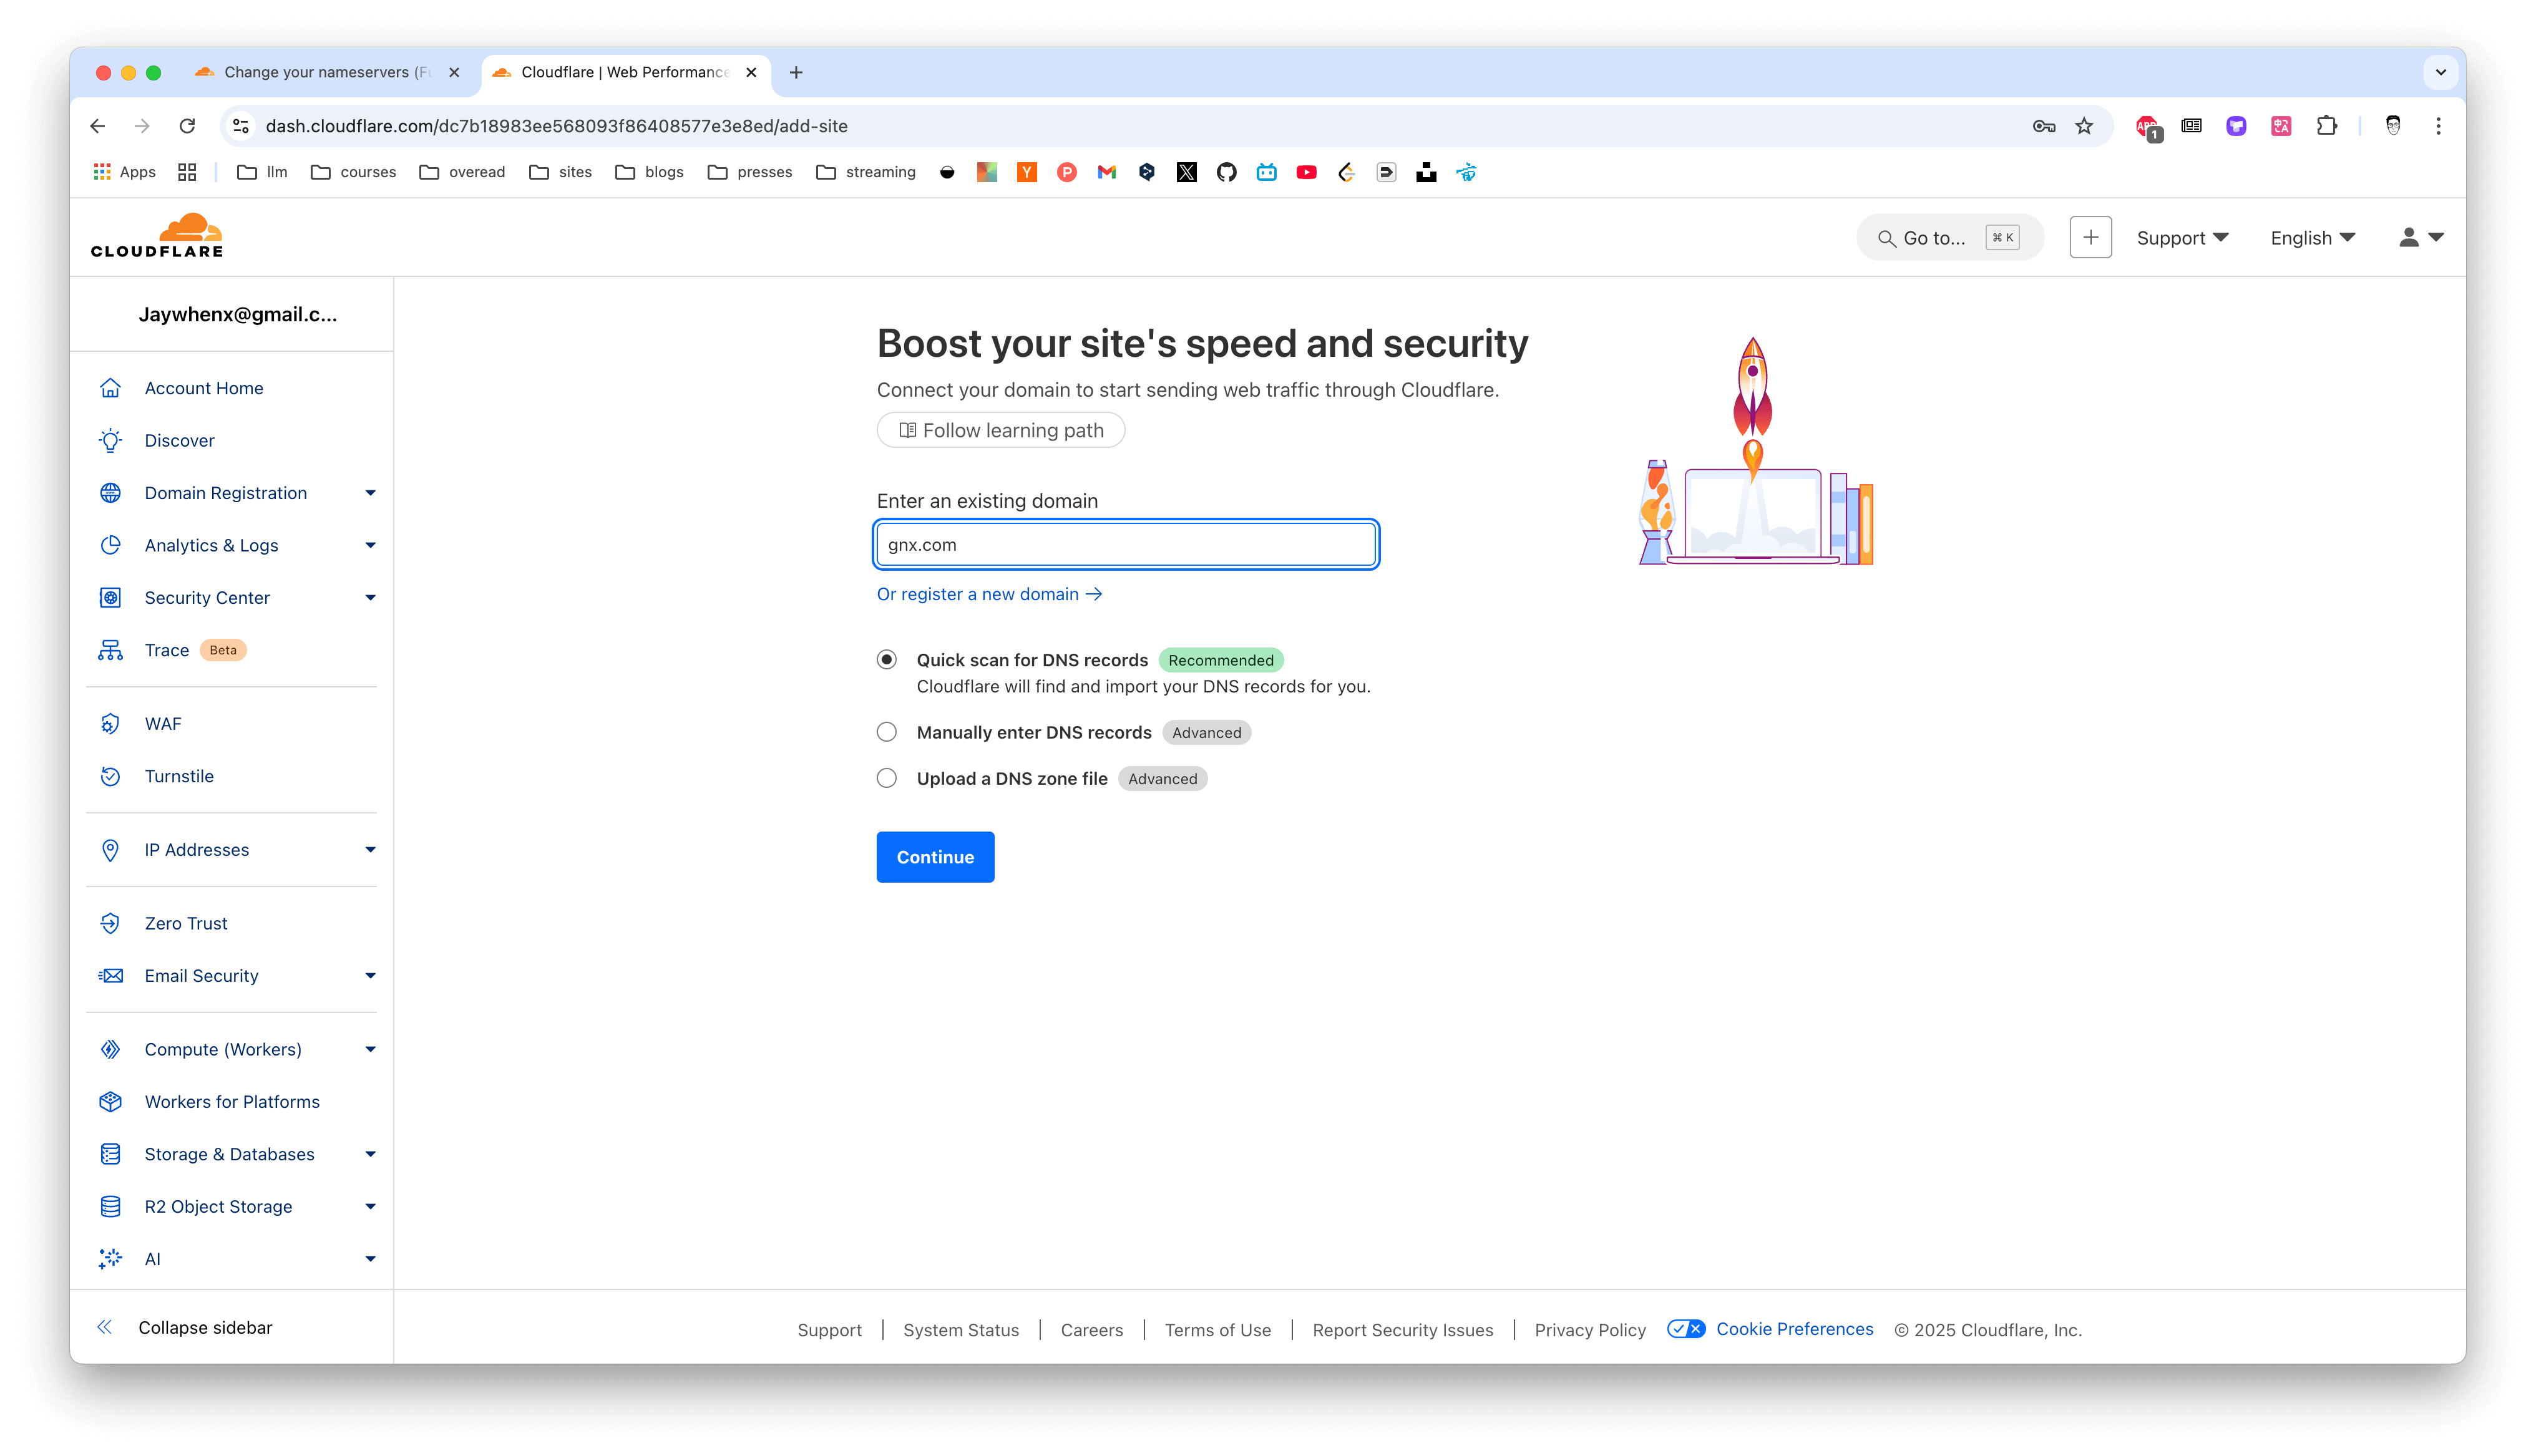 Change your nameservers (Fu
Cloudflare | Web Performance
dash.cloudflare.com/dc7b18983ee568093f86408577e3e8ed/add-site
1
Apps
llm
courses
overead
sites
blogs
presses
streaming
CLOUDFLARE
Go to...
⌘ K
Support
English
Jaywhenx@gmail.c...
Account Home
Discover
Domain Registration
Analytics & Logs
Security Center
Trace Beta
WAF
Turnstile
IP Addresses
Zero Trust
Email Security
Compute (Workers)
Workers for Platforms
Storage & Databases
R2 Object Storage
AI
Collapse sidebar
Boost your site's speed and security
Connect your domain to start sending web traffic through Cloudflare.
Follow learning path
Enter an existing domain
gnx.com
Or register a new domain →
Quick scan for DNS records Recommended
Cloudflare will find and import your DNS records for you.
Manually enter DNS records Advanced
Upload a DNS zone file Advanced
Continue
Support | System Status | Careers | Terms of Use | Report Security Issues | Privacy Policy Cookie Preferences © 2025 Cloudflare, Inc.